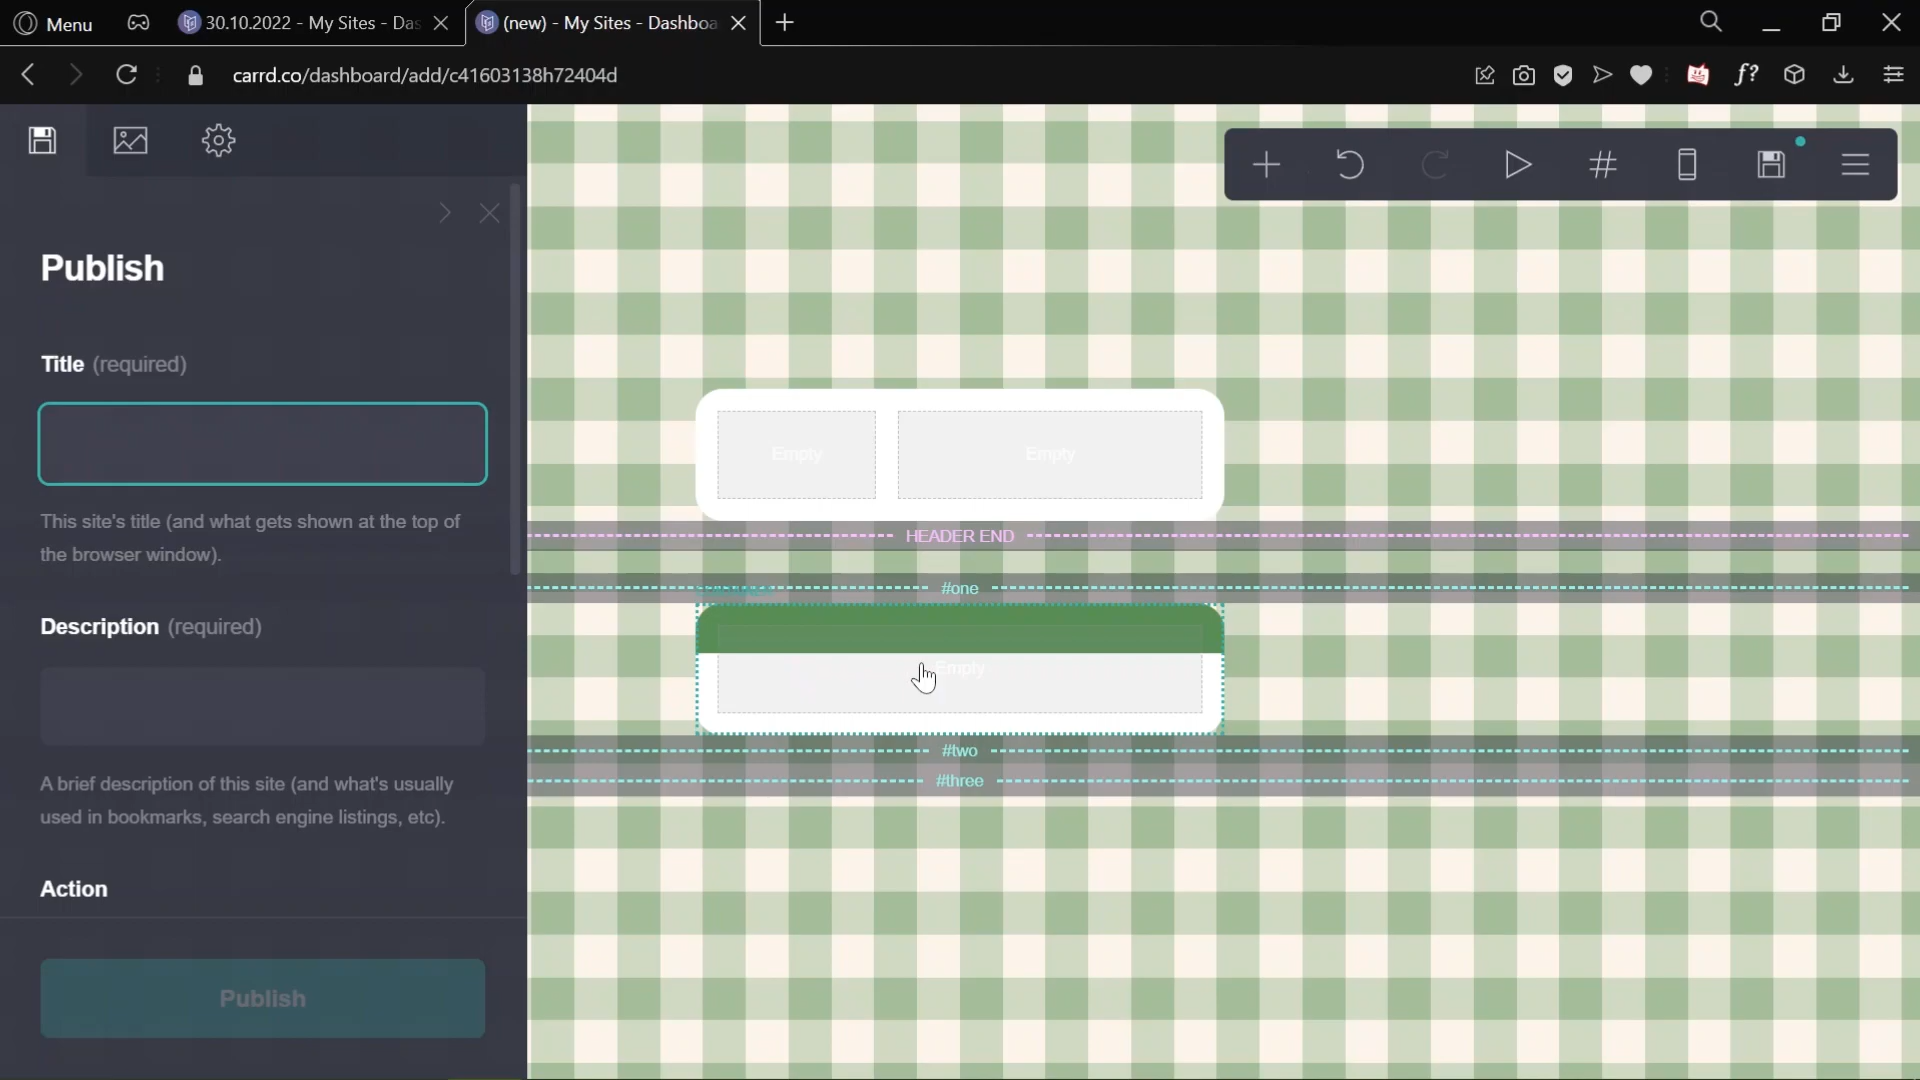 Menu
30.10.2022 - My Sites - Das
(new) - My Sites - Dashboa
carrd.co/dashboard/add/c41603138h72404d
f?
Publish
Title (required)
This site's title (and what gets shown at the top of
the browser window).
Description (required)
A brief description of this site (and what's usually
used in bookmarks, search engine listings, etc).
Action
Publish
Empty
Empty
HEADER END
#one
Empty
#two
#three